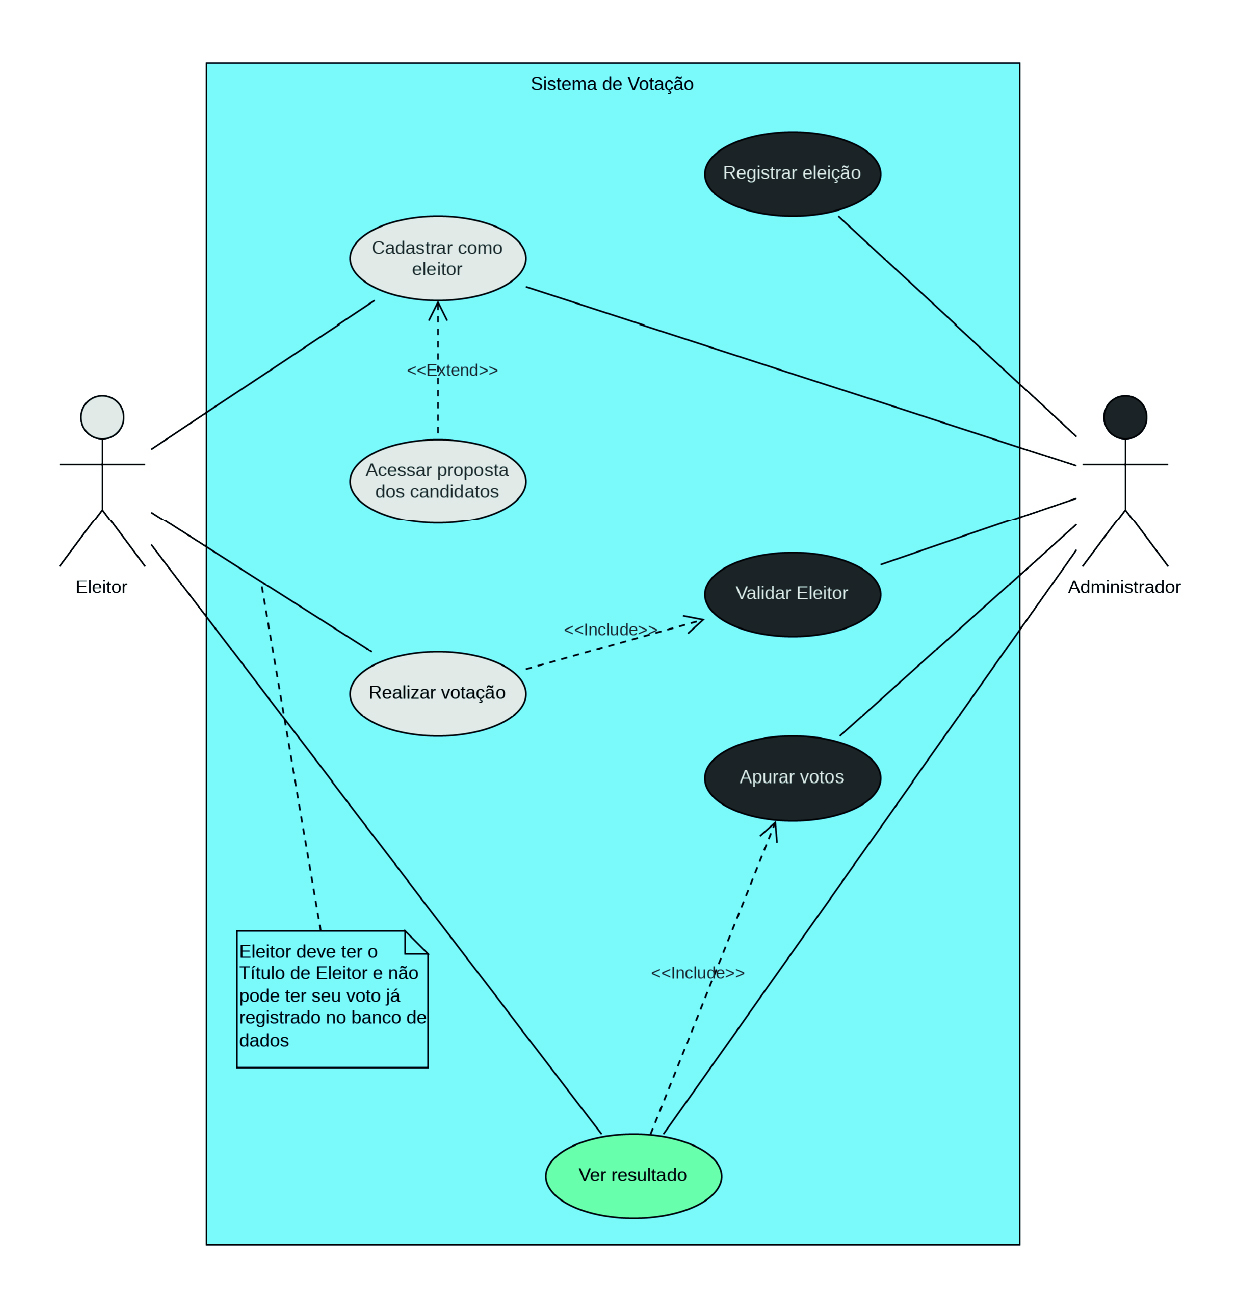 Sistema de Votação
Registrar eleição
Cadastrar como
eleitor
<<Extend>>
Acessar proposta
dos candidatos
Eleitor
Administrador
Validar Eleitor
<<Include>>
Realizar votação
Apurar votos
Eleitor deve ter o
Título de Eleitor e não
pode ter seu voto já
registrado no banco de
dados
<<Include>>
Ver resultado